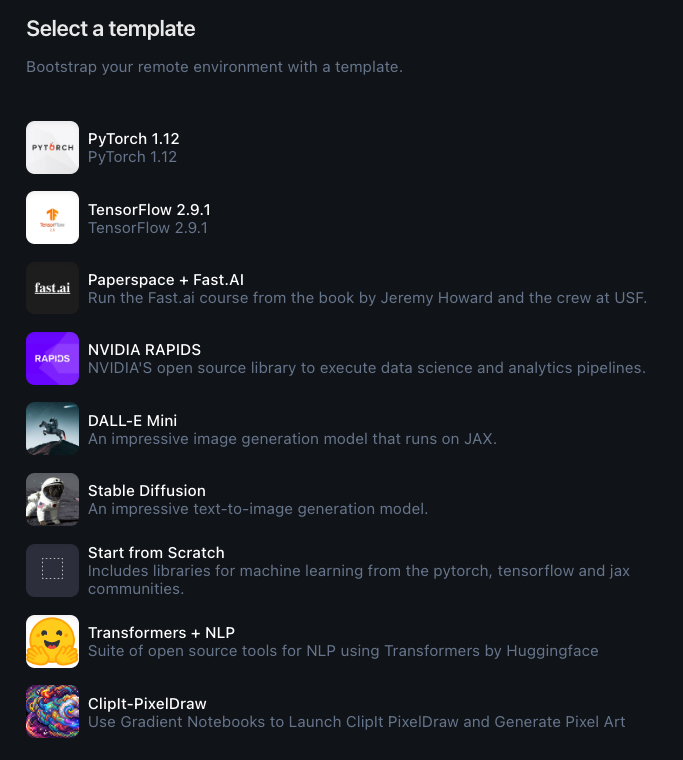 Select a template
Bootstrap your remote environment with a template.
PYTORCH
PyTorch 1.12
PyTorch 1.12
TensorFlow
TensorFlow 2.9.1
TensorFlow 2.9.1
fast.ai
Paperspace + Fast.AI
Run the Fast.ai course from the book by Jeremy Howard and the crew at USF.
RAPIDS
NVIDIA RAPIDS
NVIDIA'S open source library to execute data science and analytics pipelines.
DALL-E Mini
An impressive image generation model that runs on JAX.
Stable Diffusion
An impressive text-to-image generation model.
Start from Scratch
Includes libraries for machine learning from the pytorch, tensorflow and jax
communities.
Transformers + NLP
Suite of open source tools for NLP using Transformers by Huggingface
ClipIt-PixelDraw
Use Gradient Notebooks to Launch ClipIt PixelDraw and Generate Pixel Art